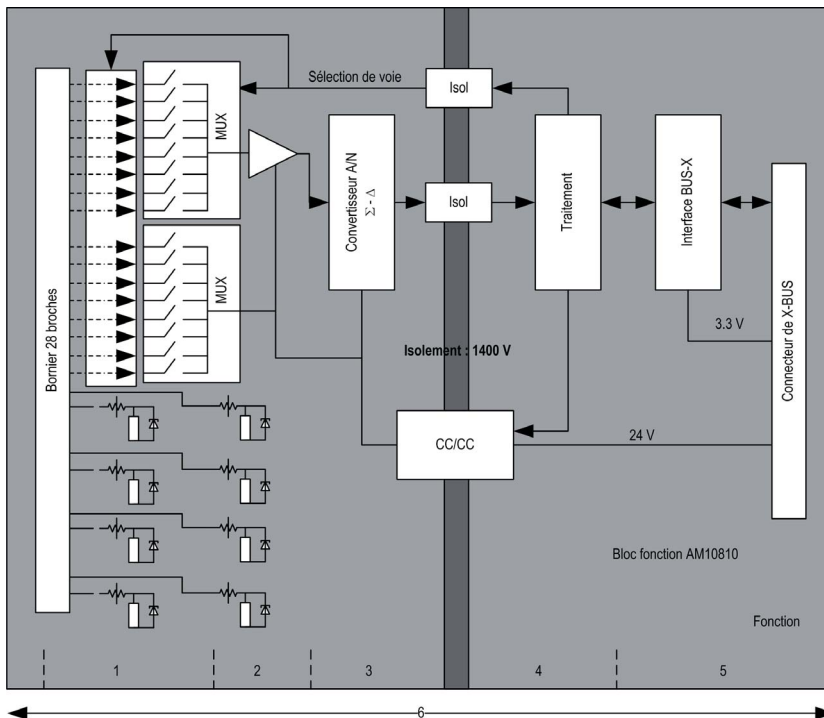 Sélection de voie
Isol
MUX
Isol
Convertisseur A/N
Σ - Δ
Traitement
Interface BUS-X
Bornier 28 broches
MUX
3.3 V
Isolement : 1400 V
Connecteur de X-BUS
CC/CC
24 V
Bloc fonction AM10810
Fonction
1 2 3 4 5
6